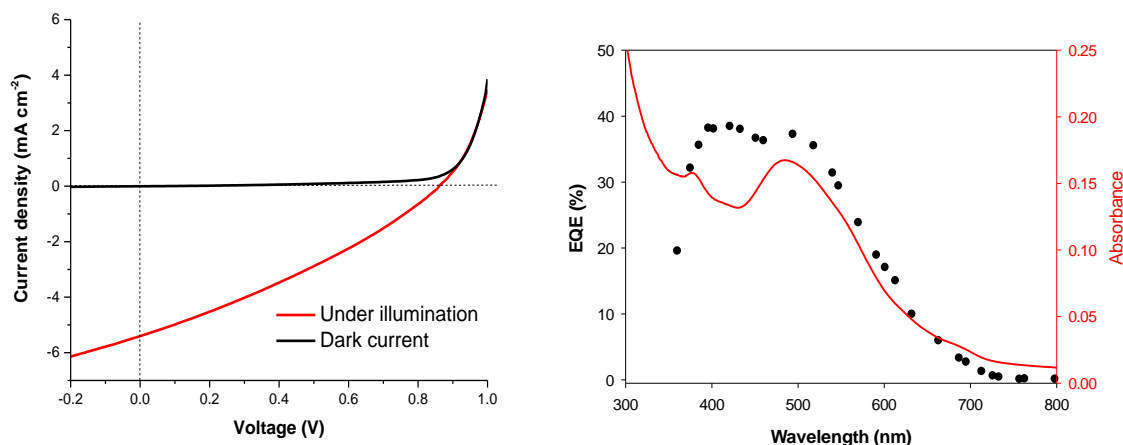 6
4
2
0
-2
-4
-6
Current density (mA cm-2)
-0.2 0.0 0.2 0.4 0.6 0.8 1.0
Voltage (V)
Under illumination
Dark current
50
40
30
20
10
0
EQE (%)
300 400 500 600 700 800
Wavelength (nm)
0.25
0.20
0.15
0.10
0.05
0.00
Absorbance